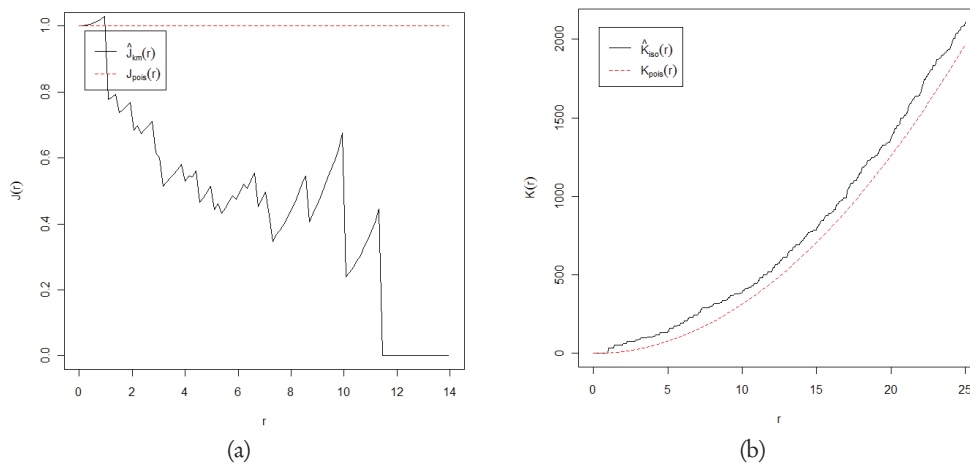 1.0
0.8
0.6
0.4
0.2
0.0
J(r)
Ĵkm(r)
Jpois(r)
0 2 4 6 8 10 12 14
r
(a)
2000
1500
1000
500
0
K(r)
K̂iso(r)
Kpois(r)
0 5 10 15 20 25
r
(b)